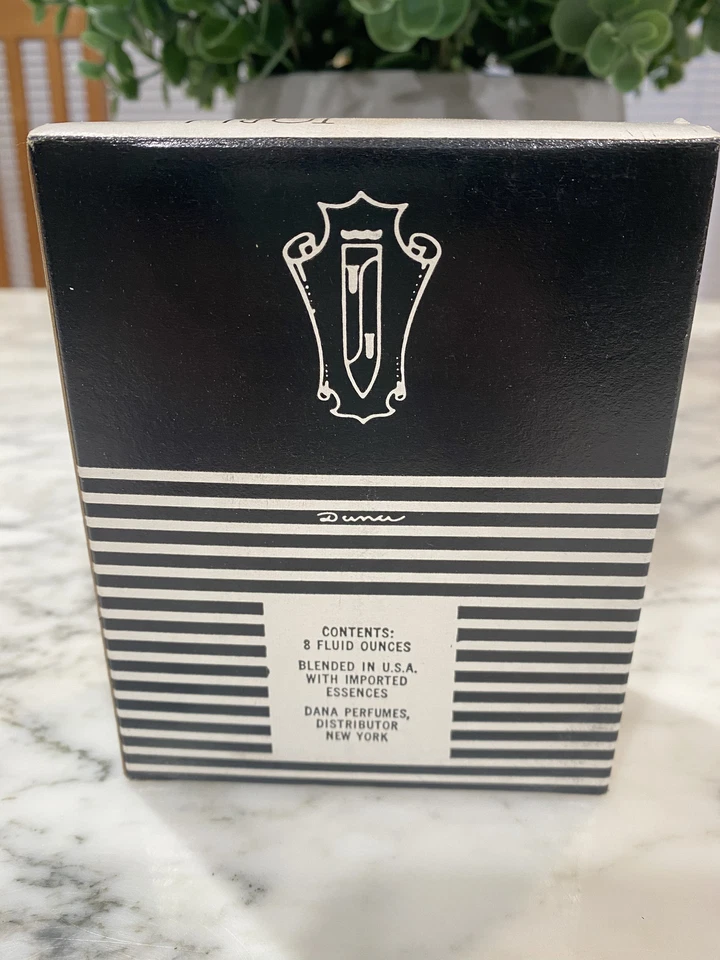 Dana
CONTENTS:
8 FLUID OUNCES
BLENDED IN U.S.A.
WITH IMPORTED
ESSENCES
DANA PERFUMES,
DISTRIBUTOR
NEW YORK